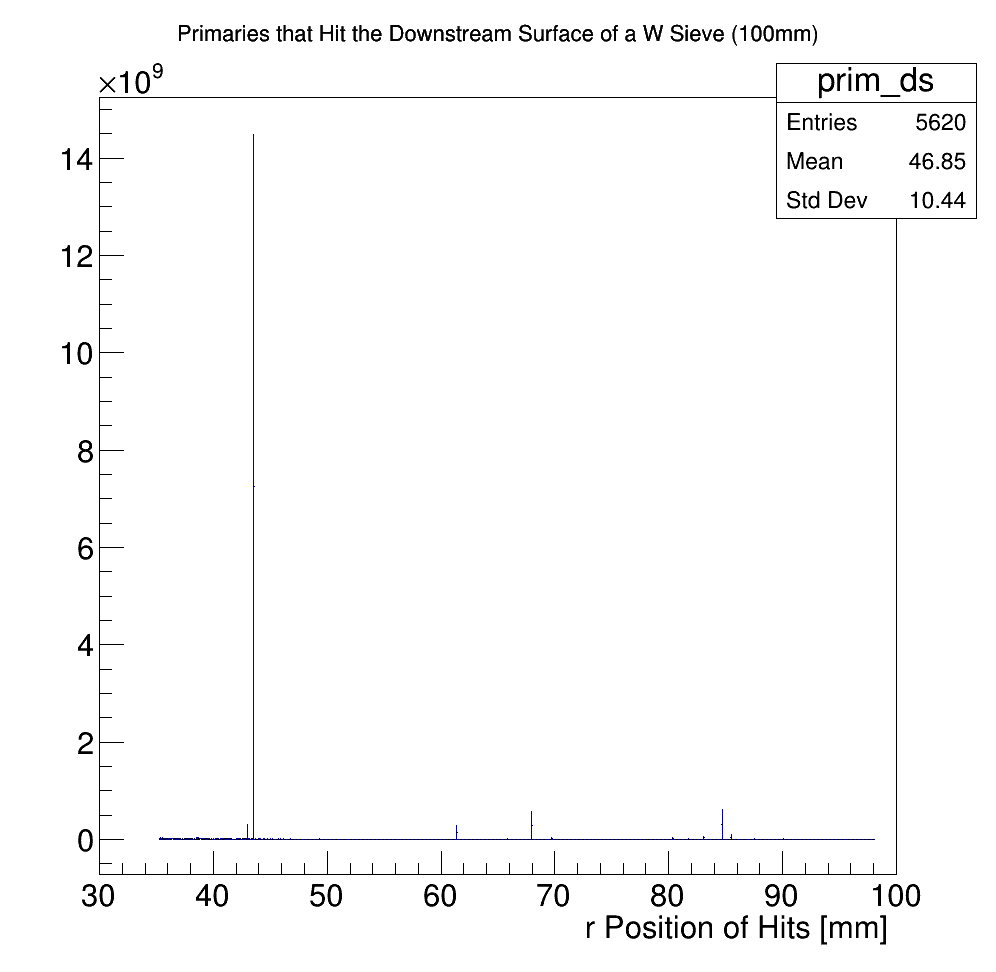 Primaries that Hit the Downstream Surface of a W Sieve (100mm)
×10⁹
prim_ds
Entries 5620
Mean 46.85
Std Dev 10.44
14
12
10
8
6
4
2
0
30 40 50 60 70 80 90 100
r Position of Hits [mm]